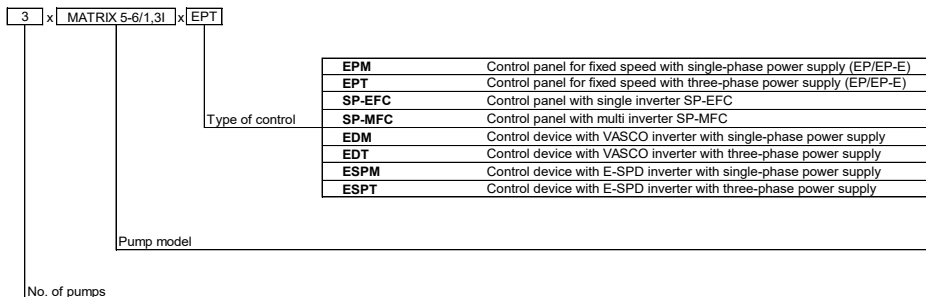 3 x MATRIX 5-6/1,3I x EPT
EPM Control panel for fixed speed with single-phase power supply (EP/EP-E)
EPT Control panel for fixed speed with three-phase power supply (EP/EP-E)
SP-EFC Control panel with single inverter SP-EFC
Type of control SP-MFC Control panel with multi inverter SP-MFC
EDM Control device with VASCO inverter with single-phase power supply
EDT Control device with VASCO inverter with three-phase power supply
ESPM Control device with E-SPD inverter with single-phase power supply
ESPT Control device with E-SPD inverter with three-phase power supply
Pump model
No. of pumps